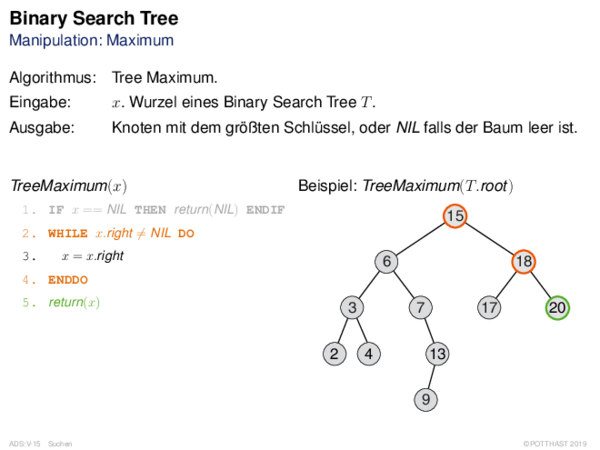 Binary Search Tree
Manipulation: Maximum
Algorithmus: Tree Maximum.
Eingabe: x. Wurzel eines Binary Search Tree T.
Ausgabe: Knoten mit dem größten Schlüssel, oder NIL falls der Baum leer ist.
TreeMaximum(x)
1. IF x == NIL THEN return(NIL) ENDIF
2. WHILE x.right ≠ NIL DO
3. x = x.right
4. ENDDO
5. return(x)
Beispiel: TreeMaximum(T.root)
15
6 18
3 7 17 20
2 4 13
9
ADS:V-15 Suchen ©POTTHAST 2019